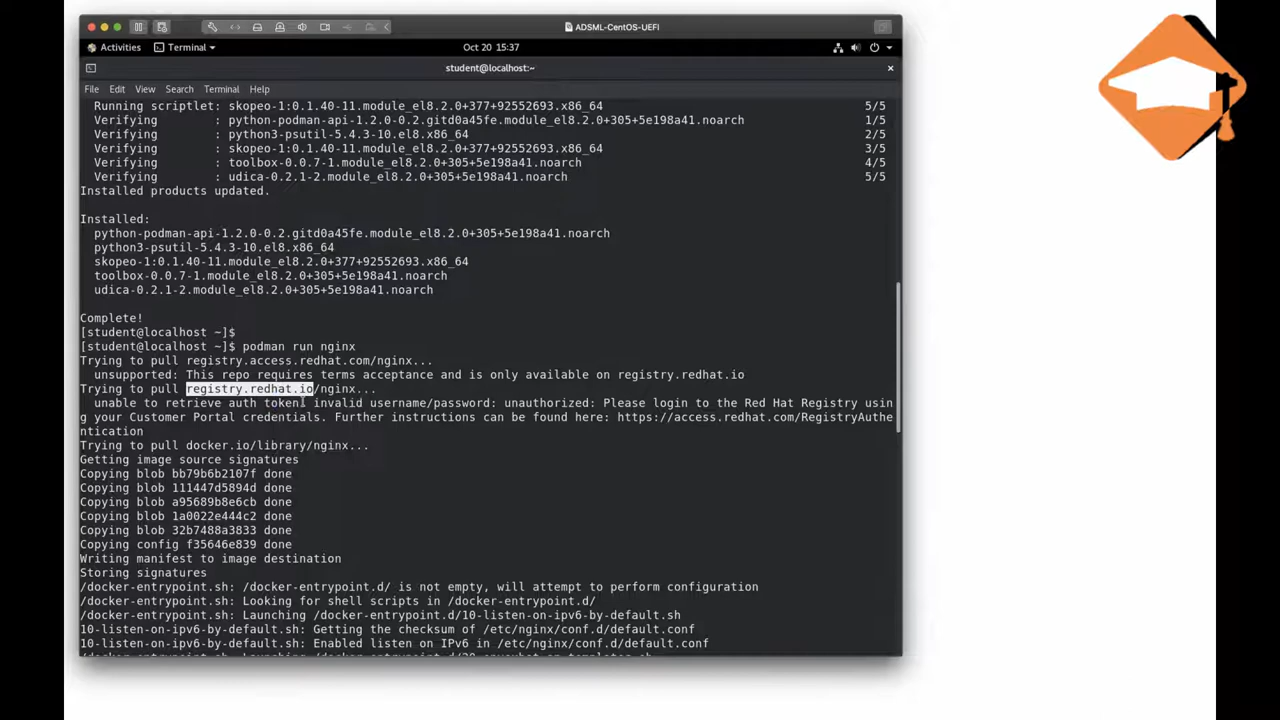 ADSML-CentOS-UEFI
Activities Terminal Oct 20 15:37
student@localhost:~
File Edit View Search Terminal Help
Running scriptlet: skopeo-1:0.1.40-11.module_el8.2.0+377+92552693.x86_64 5/5
Verifying : python-podman-api-1.2.0-0.2.gitd0a45fe.module_el8.2.0+305+5e198a41.noarch 1/5
Verifying : python3-psutil-5.4.3-10.el8.x86_64 2/5
Verifying : skopeo-1:0.1.40-11.module_el8.2.0+377+92552693.x86_64 3/5
Verifying : toolbox-0.0.7-1.module_el8.2.0+305+5e198a41.noarch 4/5
Verifying : udica-0.2.1-2.module_el8.2.0+305+5e198a41.noarch 5/5
Installed products updated.
Installed:
python-podman-api-1.2.0-0.2.gitd0a45fe.module_el8.2.0+305+5e198a41.noarch
python3-psutil-5.4.3-10.el8.x86_64
skopeo-1:0.1.40-11.module_el8.2.0+377+92552693.x86_64
toolbox-0.0.7-1.module_el8.2.0+305+5e198a41.noarch
udica-0.2.1-2.module_el8.2.0+305+5e198a41.noarch
Complete!
[student@localhost ~]$
[student@localhost ~]$ podman run nginx
Trying to pull registry.access.redhat.com/nginx...
unsupported: This repo requires terms acceptance and is only available on registry.redhat.io
Trying to pull registry.redhat.io/nginx...
unable to retrieve auth token: invalid username/password: unauthorized: Please login to the Red Hat Registry usin
g your Customer Portal credentials. Further instructions can be found here: https://access.redhat.com/RegistryAuthe
ntication
Trying to pull docker.io/library/nginx...
Getting image source signatures
Copying blob bb79b6b2107f done
Copying blob 111447d5894d done
Copying blob a95689b8e6cb done
Copying blob 1a0022e444c2 done
Copying blob 32b7488a3833 done
Copying config f35646e839 done
Writing manifest to image destination
Storing signatures
/docker-entrypoint.sh: /docker-entrypoint.d/ is not empty, will attempt to perform configuration
/docker-entrypoint.sh: Looking for shell scripts in /docker-entrypoint.d/
/docker-entrypoint.sh: Launching /docker-entrypoint.d/10-listen-on-ipv6-by-default.sh
10-listen-on-ipv6-by-default.sh: Getting the checksum of /etc/nginx/conf.d/default.conf
10-listen-on-ipv6-by-default.sh: Enabled listen on IPv6 in /etc/nginx/conf.d/default.conf